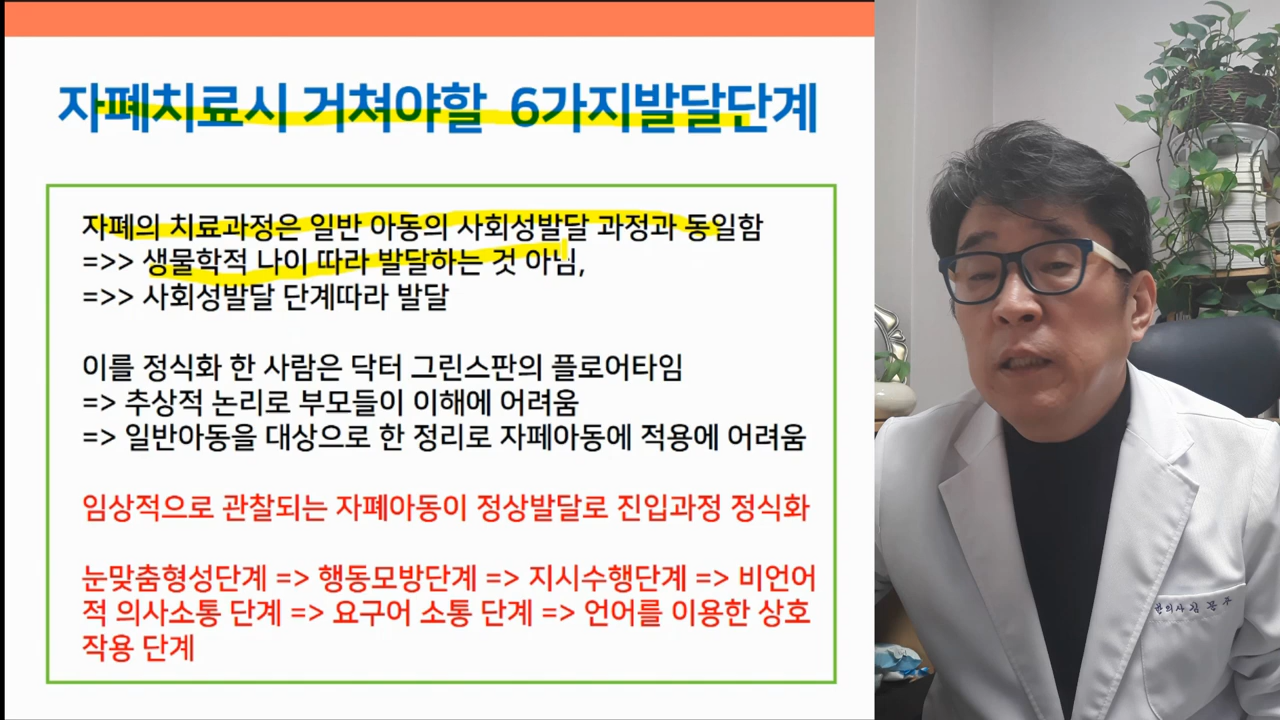 자폐치료시 거쳐야할 6가지발달단계
자폐의 치료과정은 일반 아동의 사회성발달 과정과 동일함
=>> 생물학적 나이 따라 발달하는 것 아님,
=>> 사회성발달 단계따라 발달
이를 정식화 한 사람은 닥터 그린스판의 플로어타임
=> 추상적 논리로 부모들이 이해에 어려움
=> 일반아동을 대상으로 한 정리로 자페아동에 적용에 어려움
임상적으로 관찰되는 자폐아동이 정상발달로 진입과정 정식화
눈맞춤형성단계 => 행동모방단계 => 지시수행단계 => 비언어
적 의사소통 단계 => 요구어 소통 단계 => 언어를 이용한 상호
작용 단계
한의사 김문주